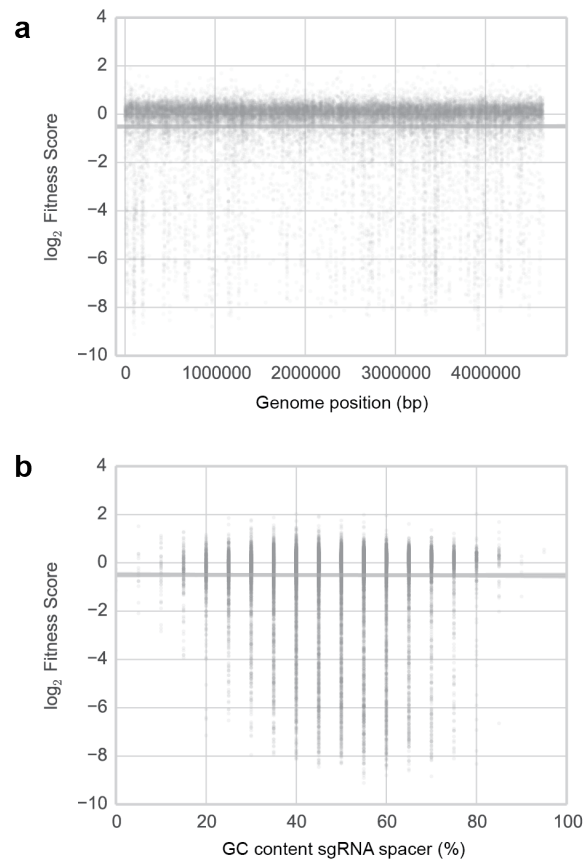 a
4
2
0
−2
−4
−6
−8
−10
log₂ Fitness Score
0 1000000 2000000 3000000 4000000
Genome position (bp)
b
4
2
0
−2
−4
−6
−8
−10
log₂ Fitness Score
0 20 40 60 80 100
GC content sgRNA spacer (%)